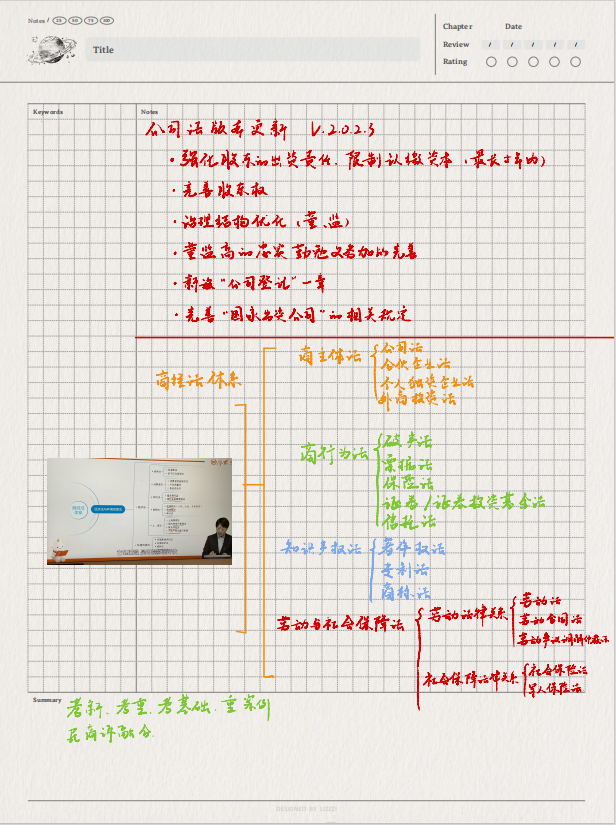 Notes / 25 50 75 100
Title
Chapter
Date
Review / / / / /
Rating
Keywords
Notes
公司法版本更新 V.2.0.2.3
· 强化股东的出资责任、限制认缴资本（最长5年内）
· 完善股东权
· 治理结构优化（董、监）
· 董监高的忠实 勤勉义务加以完善
· 新设“公司登记”一章
· 完善“国家出资公司”的相关规定
商经法体系
商主体法
公司法
合伙企业法
个人独资企业法
外商投资法
商行为法
破产法
票据法
保险法
证券/证券投资基金法
信托法
知识产权法
著作权法
专利法
商标法
劳动与社会保障法
劳动法律关系
劳动法
劳动合同法
劳动争议调解仲裁法
社会保障法律关系
社会保险法
军人保险法
Summary
考新、考重、考基础、重案例
民商诉融合.
DESIGNED BY